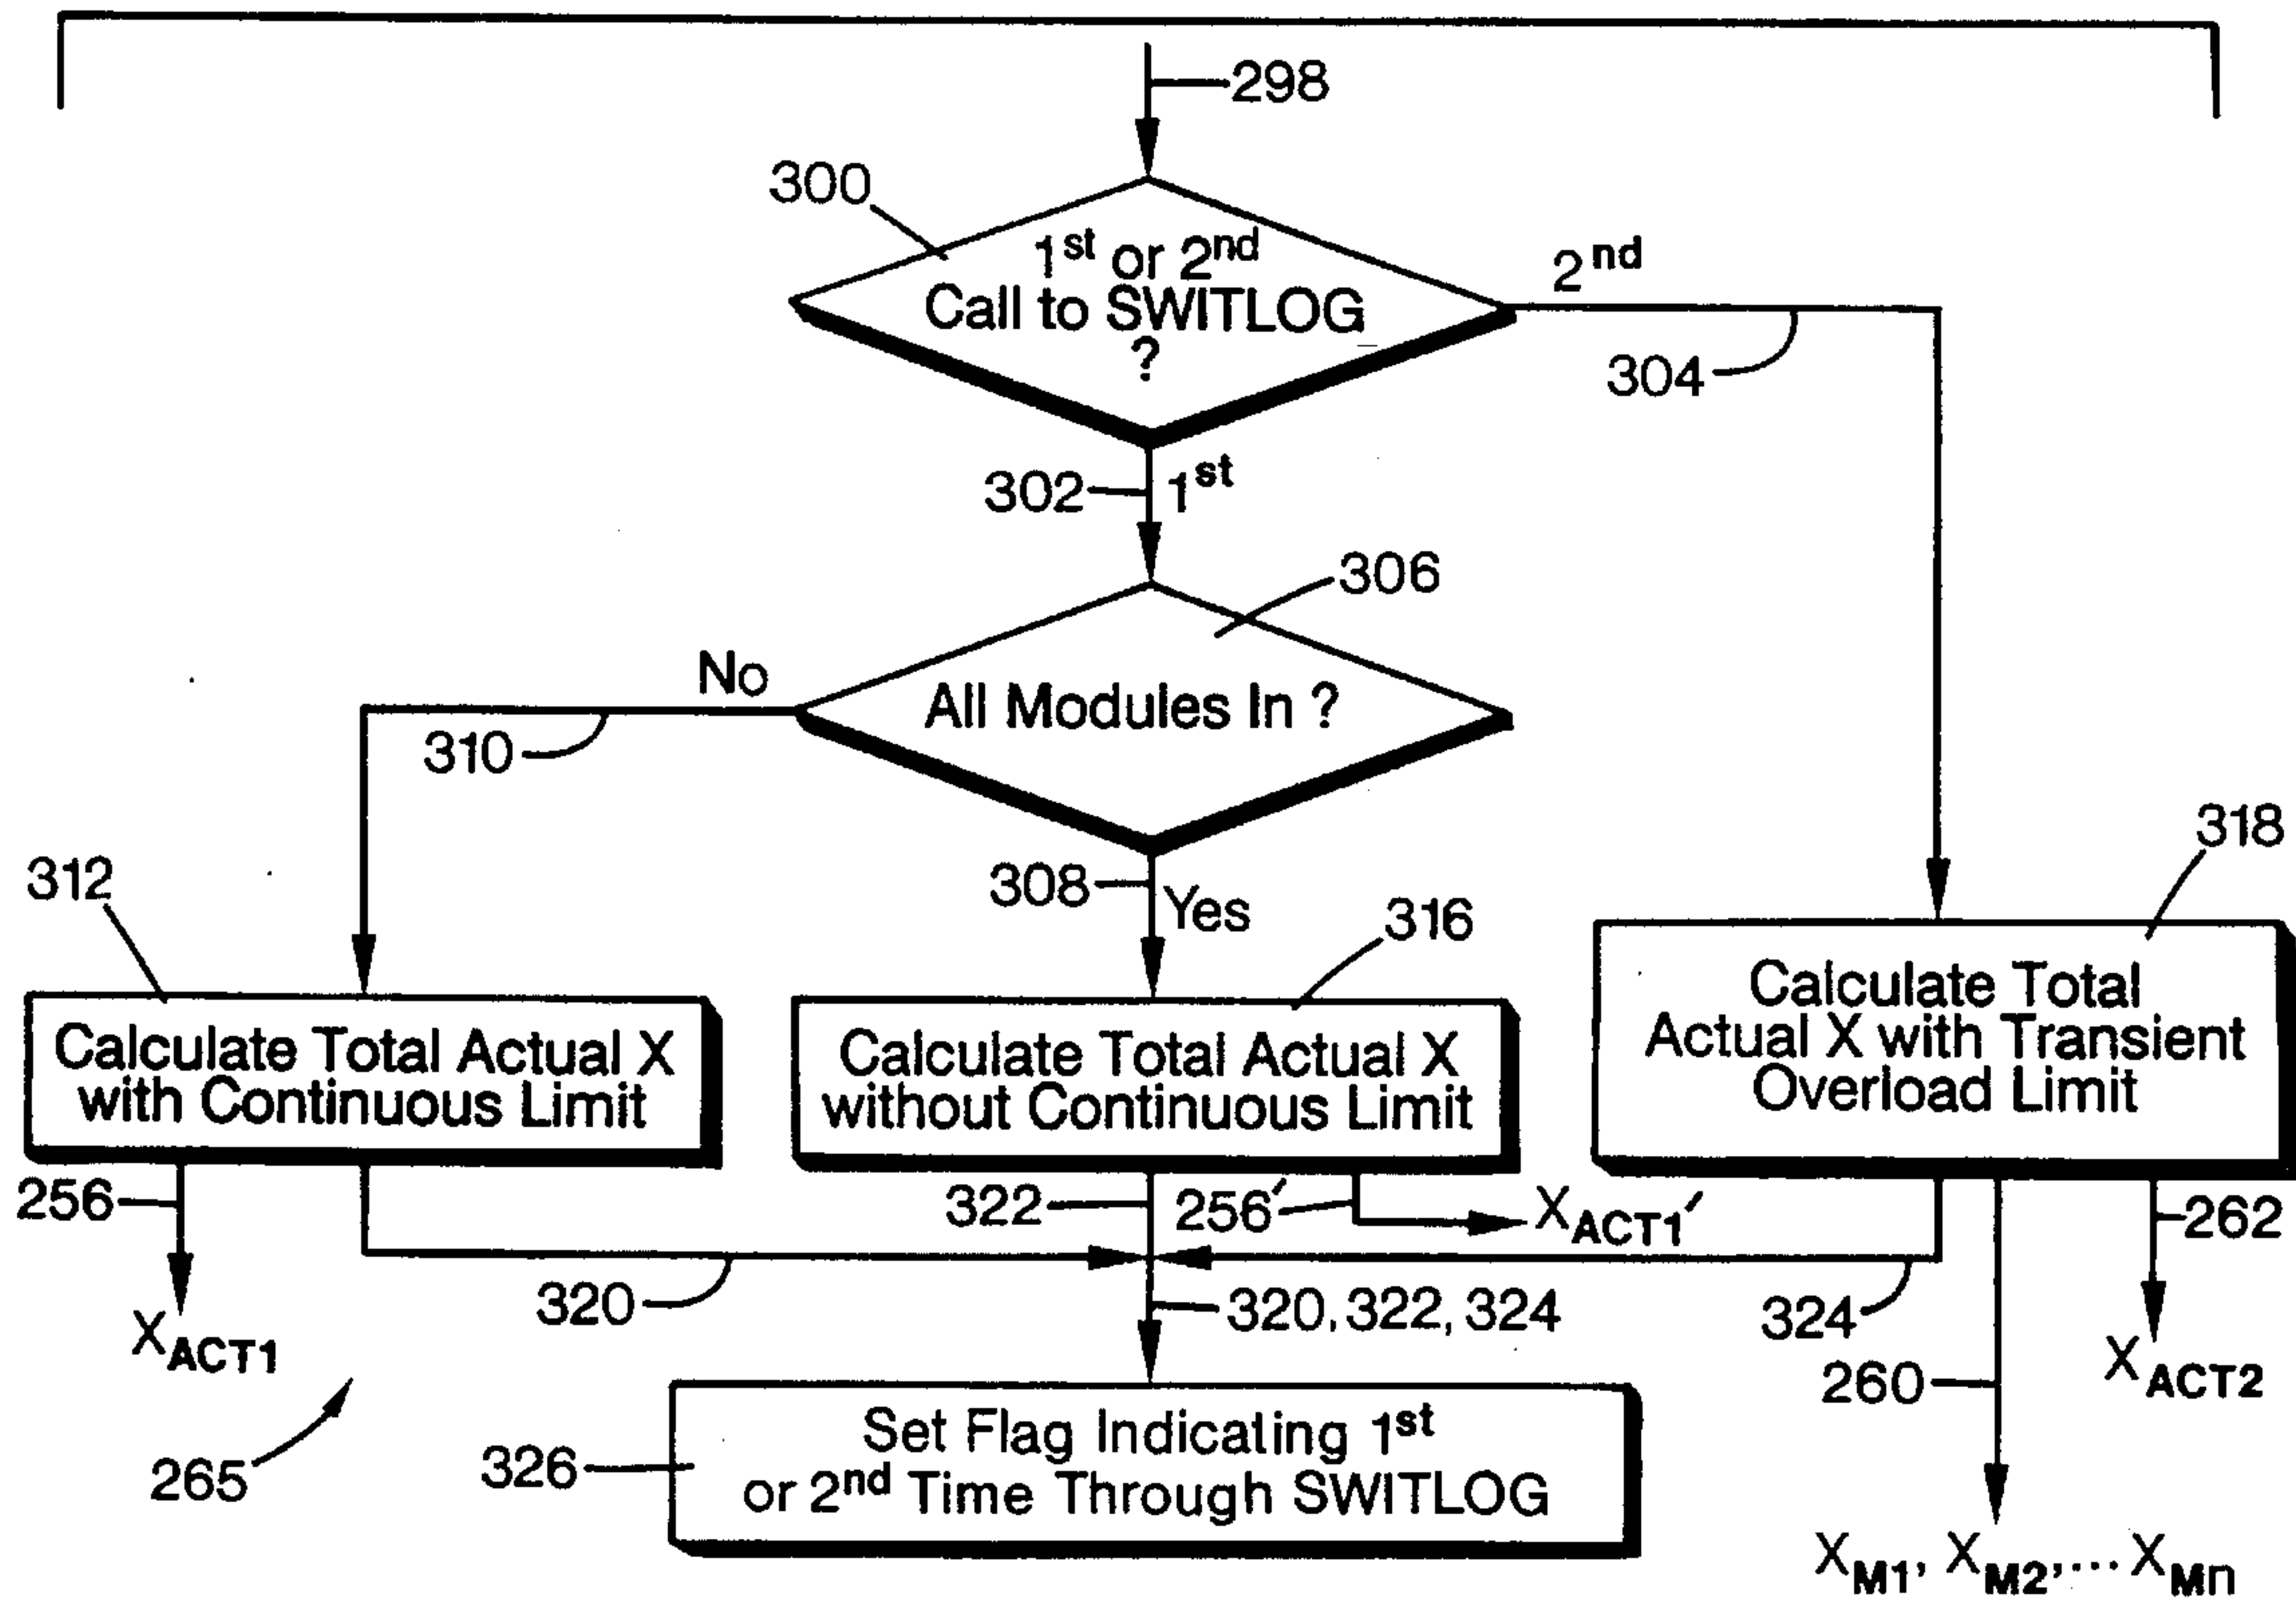 298
300
1st or 2nd
Call to SWITLOG
?
2nd
304
302
1st
306
All Modules In ?
No
310
308
Yes
312
316
318
Calculate Total Actual X
with Continuous Limit
Calculate Total Actual X
without Continuous Limit
Calculate Total
Actual X with Transient
Overload Limit
256
322
256′
XACT1′
262
320
320, 322, 324
324
XACT1
XACT2
260
265
326
Set Flag Indicating 1st
or 2nd Time Through SWITLOG
XM1, XM2,... XMn